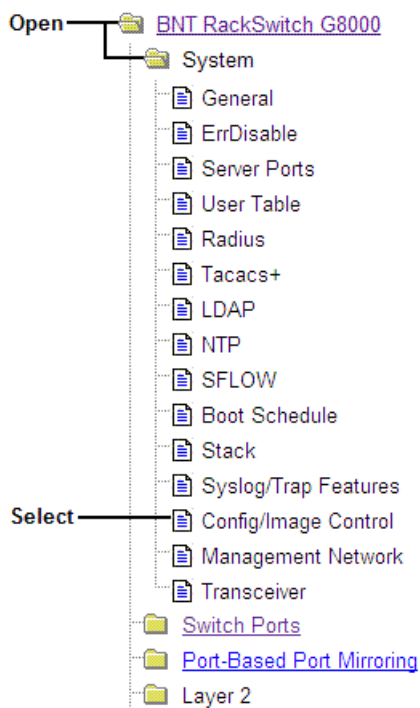 Open BNT RackSwitch G8000
System
General
ErrDisable
Server Ports
User Table
Radius
Tacacs+
LDAP
NTP
SFLOW
Boot Schedule
Stack
Syslog/Trap Features
Select Config/Image Control
Management Network
Transceiver
Switch Ports
Port-Based Port Mirroring
Layer 2